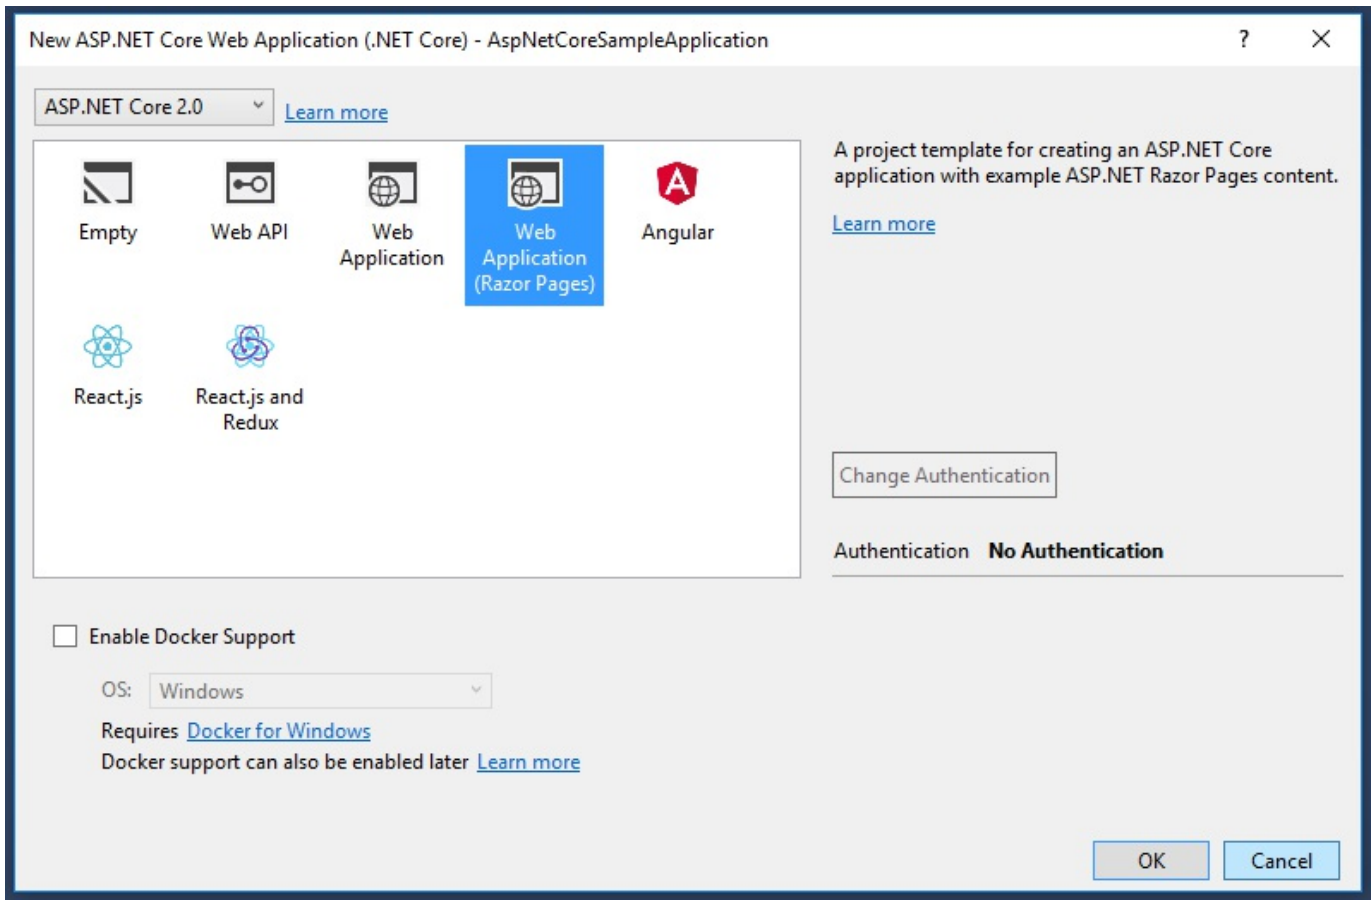 New ASP.NET Core Web Application (.NET Core) - AspNetCoreSampleApplication
?
ASP.NET Core 2.0
Learn more
Empty
Web API
Web
Application
Web
Application
(Razor Pages)
Angular
React.js
React.js and
Redux
A project template for creating an ASP.NET Core
application with example ASP.NET Razor Pages content.
Learn more
Change Authentication
Authentication No Authentication
Enable Docker Support
OS: Windows
Requires Docker for Windows
Docker support can also be enabled later Learn more
OK
Cancel